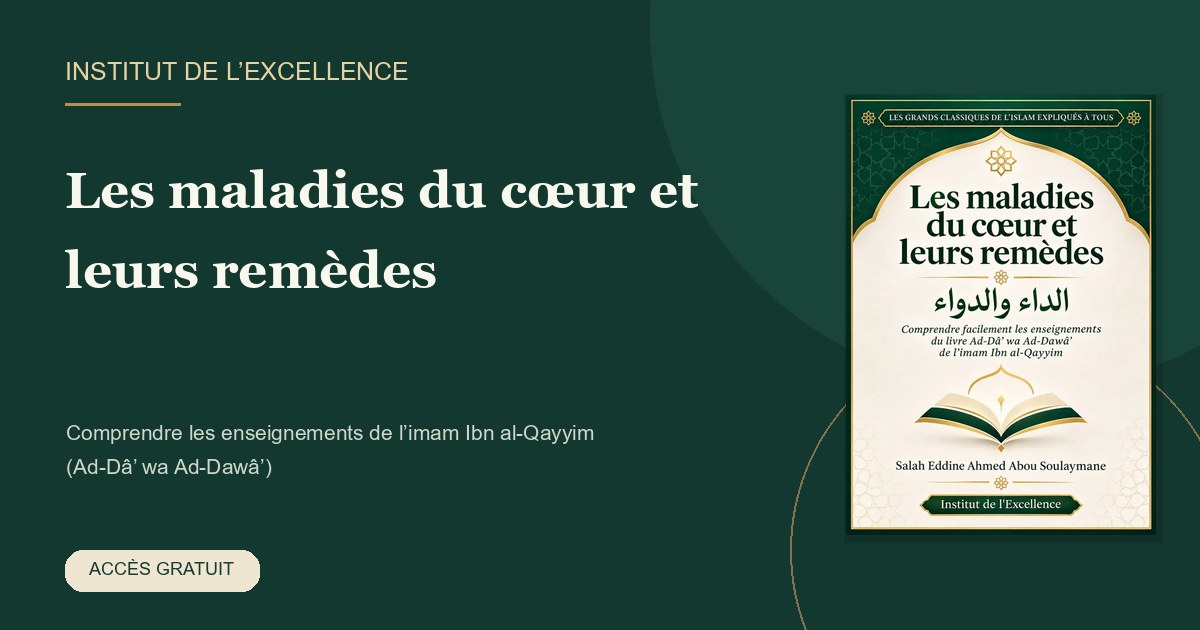 INSTITUT DE L’EXCELLENCE
Les maladies du cœur et
leurs remèdes
Comprendre les enseignements de l’imam Ibn al-Qayyim
(Ad-Dâ’ wa Ad-Dawâ’)
ACCÈS GRATUIT
LES GRANDS CLASSIQUES DE L’ISLAM EXPLIQUÉS À TOUS
Les maladies
du cœur et
leurs remèdes
الداء والدواء
Comprendre facilement les enseignements
du livre Ad-Dâ’ wa Ad-Dawâ’
de l’imam Ibn al-Qayyim
Salah Eddine Ahmed Abou Soulaymane
Institut de l'Excellence